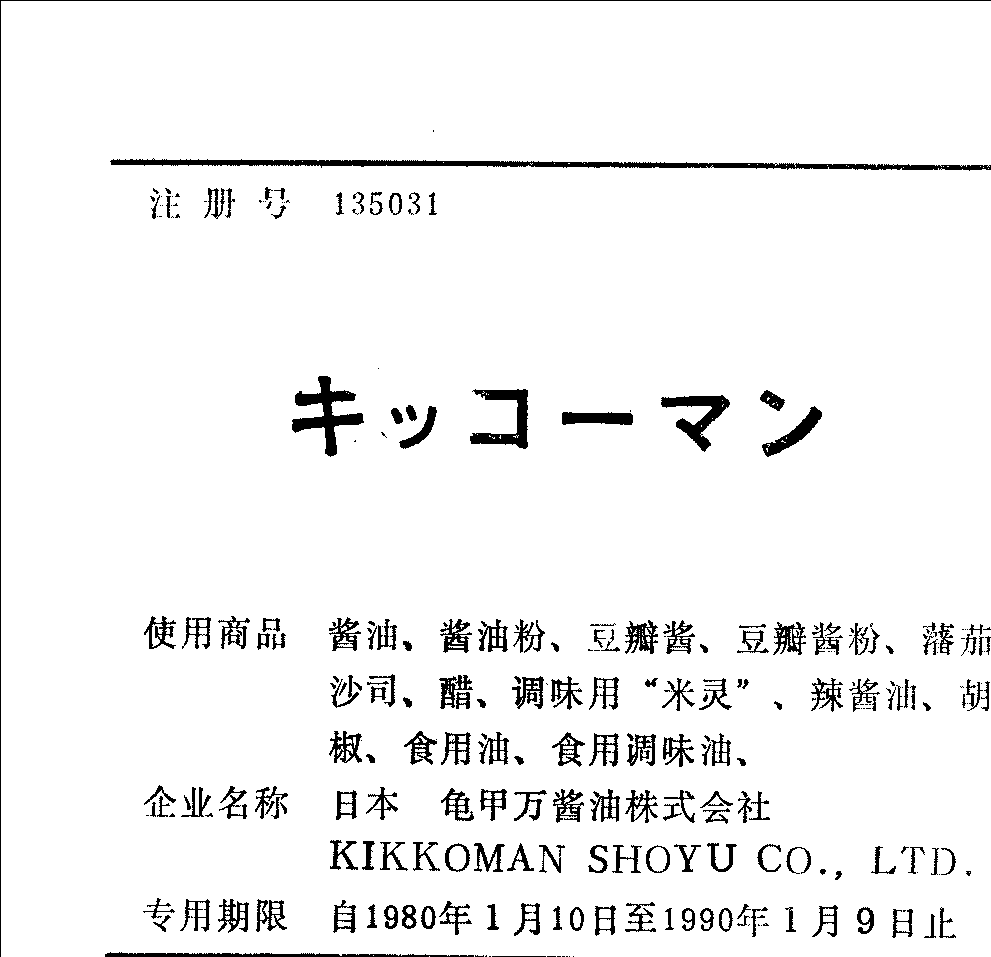 注册号 135031
キッコーマン
使用商品 酱油、酱油粉、豆瓣酱、豆瓣酱粉、蕃茄
沙司、醋、调味用“米灵”、辣酱油、胡
椒、食用油、食用调味油、
企业名称 日本 龟甲万酱油株式会社
KIKKOMAN SHOYU CO., LTD.
专用期限 自1980年1月10日至1990年1月9日止